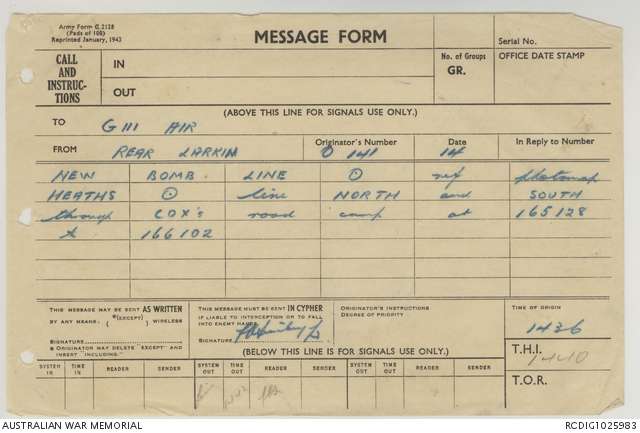 Army Form C. 2128
(Pads of 100)
Reprinted January, 1943
MESSAGE FORM
Serial No.
CALL AND INSTRUC-TIONS
IN
OUT
No. of Groups
GR.
OFFICE DATE STAMP
(ABOVE THIS LINE FOR SIGNALS USE ONLY.)
TO G III AIR
FROM REAR LARKIM Originator's Number O 141 Date 14 In Reply to Number
NEW BOMB LINE ⊙ ref photomap
HEATHS ⊙ line NORTH and SOUTH
through COX's road camp at 165128
& 166102
THIS MESSAGE MAY BE SENT AS WRITTEN
BY ANY MEANS. ( *(EXCEPT) ) WIRELESS
SIGNATURE
ORIGINATOR MAY DELETE "EXCEPT" AND
INSERT "INCLUDING."
THIS MESSAGE MUST BE SENT IN CYPHER
IF LIABLE TO INTERCEPTION OR TO FALL
INTO ENEMY HANDS.
SIGNATURE
ORIGINATOR'S INSTRUCTIONS
DEGREE OF PRIORITY
TIME OF ORIGIN
1436
(BELOW THIS LINE IS FOR SIGNALS USE ONLY.)
T.H.I. 1440
SYSTEM IN TIME IN READER SENDER SYSTEM OUT TIME OUT READER SENDER SYSTEM OUT TIME OUT READER SENDER
T.O.R.
AUSTRALIAN WAR MEMORIAL
RCDIG1025983